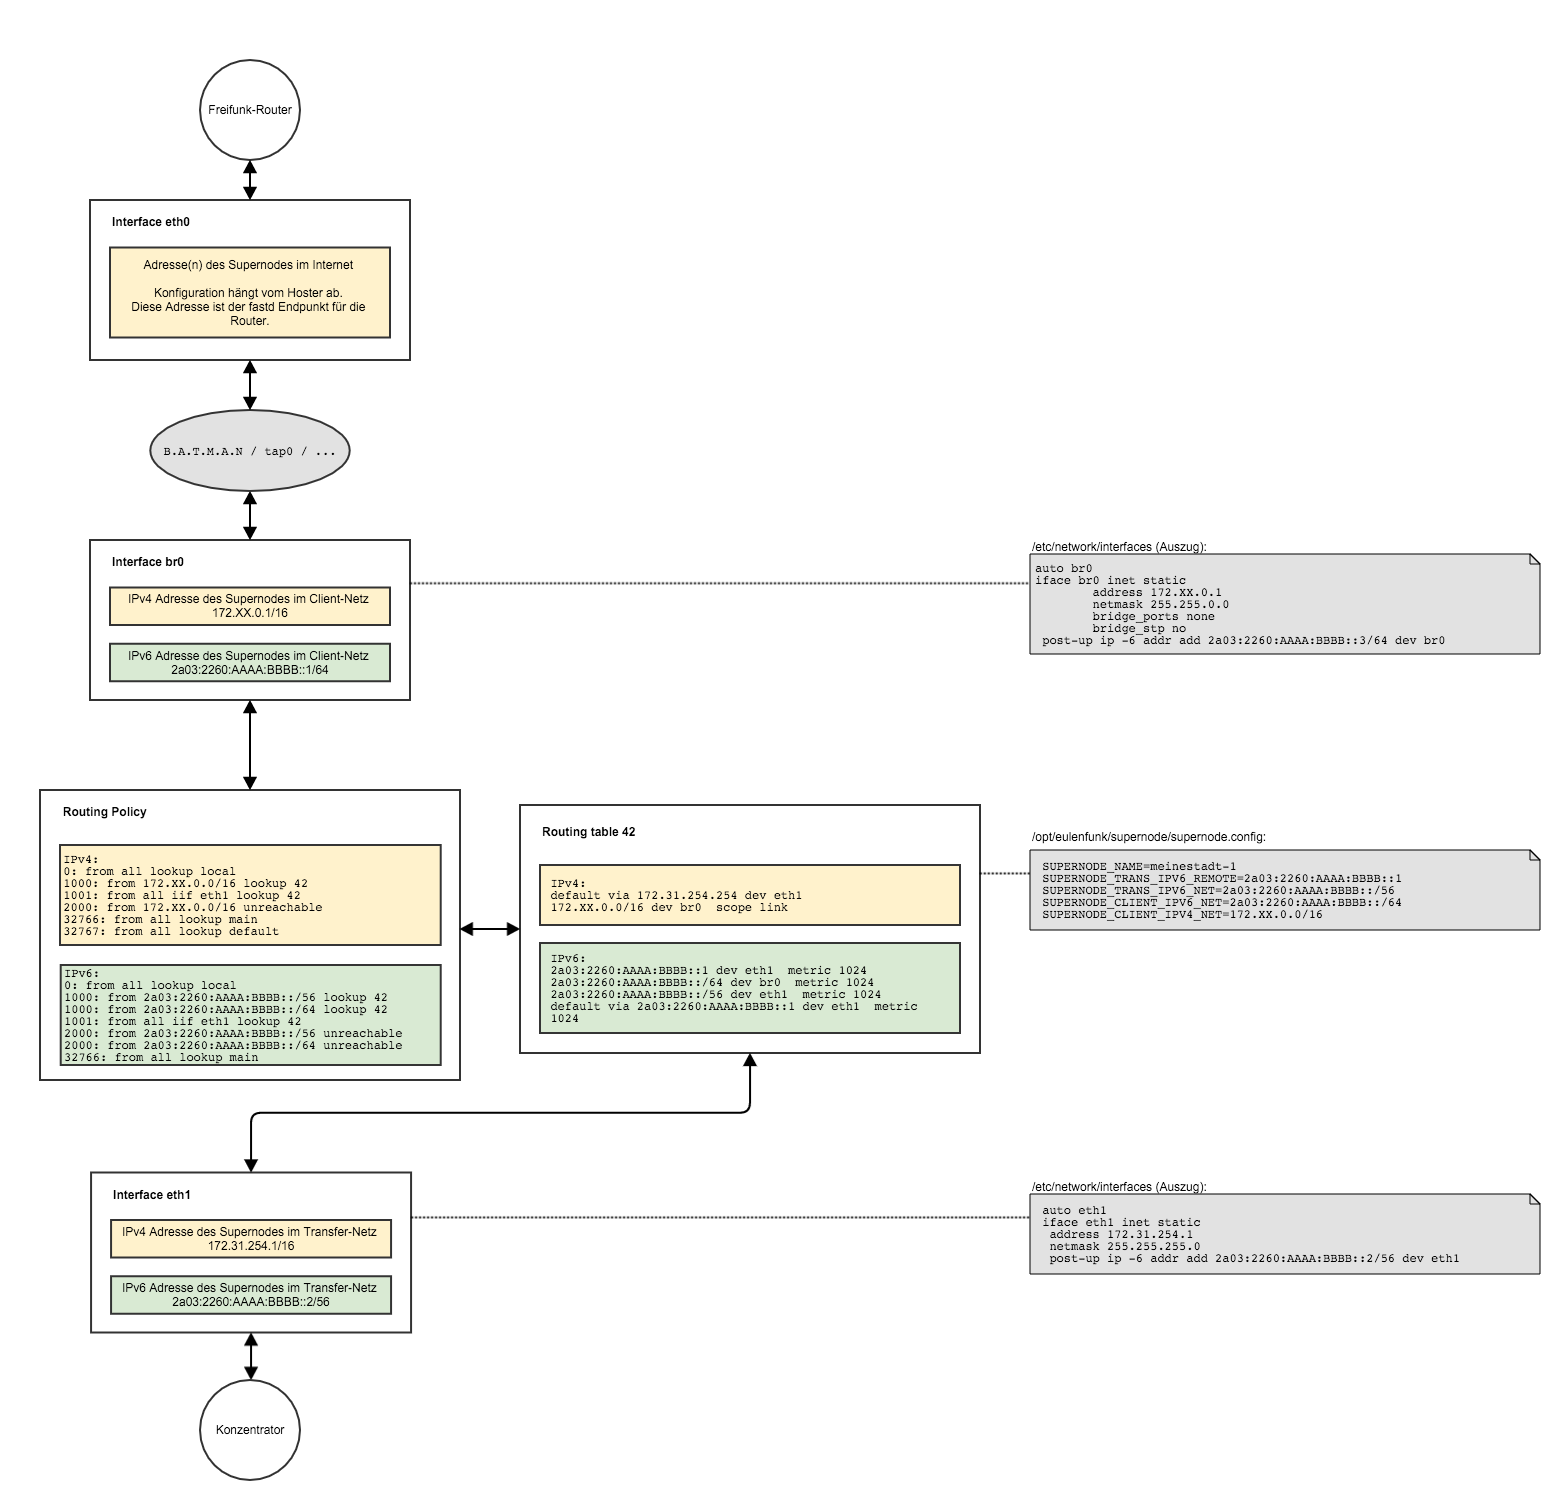 Freifunk-Router
Interface eth0
Adresse(n) des Supernodes im Internet
Konfiguration hängt vom Hoster ab.
Diese Adresse ist der fastd Endpunkt für die
Router.
B.A.T.M.A.N / tap0 / ...
Interface br0
IPv4 Adresse des Supernodes im Client-Netz
172.XX.0.1/16
IPv6 Adresse des Supernodes im Client-Netz
2a03:2260:AAAA:BBBB::1/64
/etc/network/interfaces (Auszug):
auto br0
iface br0 inet static
address 172.XX.0.1
netmask 255.255.0.0
bridge_ports none
bridge_stp no
post-up ip -6 addr add 2a03:2260:AAAA:BBBB::3/64 dev br0
Routing Policy
IPv4:
0: from all lookup local
1000: from 172.XX.0.0/16 lookup 42
1001: from all iif eth1 lookup 42
2000: from 172.XX.0.0/16 unreachable
32766: from all lookup main
32767: from all lookup default
IPv6:
0: from all lookup local
1000: from 2a03:2260:AAAA:BBBB::/56 lookup 42
1000: from 2a03:2260:AAAA:BBBB::/64 lookup 42
1001: from all iif eth1 lookup 42
2000: from 2a03:2260:AAAA:BBBB::/56 unreachable
2000: from 2a03:2260:AAAA:BBBB::/64 unreachable
32766: from all lookup main
Routing table 42
IPv4:
default via 172.31.254.254 dev eth1
172.XX.0.0/16 dev br0  scope link
IPv6:
2a03:2260:AAAA:BBBB::1 dev eth1  metric 1024
2a03:2260:AAAA:BBBB::/64 dev br0  metric 1024
2a03:2260:AAAA:BBBB::/56 dev eth1  metric 1024
default via 2a03:2260:AAAA:BBBB::1 dev eth1  metric
1024
/opt/eulenfunk/supernode/supernode.config:
SUPERNODE_NAME=meinestadt-1
SUPERNODE_TRANS_IPV6_REMOTE=2a03:2260:AAAA:BBBB::1
SUPERNODE_TRANS_IPV6_NET=2a03:2260:AAAA:BBBB::/56
SUPERNODE_CLIENT_IPV6_NET=2a03:2260:AAAA:BBBB::/64
SUPERNODE_CLIENT_IPV4_NET=172.XX.0.0/16
Interface eth1
IPv4 Adresse des Supernodes im Transfer-Netz
172.31.254.1/16
IPv6 Adresse des Supernodes im Transfer-Netz
2a03:2260:AAAA:BBBB::2/56
/etc/network/interfaces (Auszug):
auto eth1
iface eth1 inet static
address 172.31.254.1
netmask 255.255.255.0
post-up ip -6 addr add 2a03:2260:AAAA:BBBB::2/56 dev eth1
Konzentrator